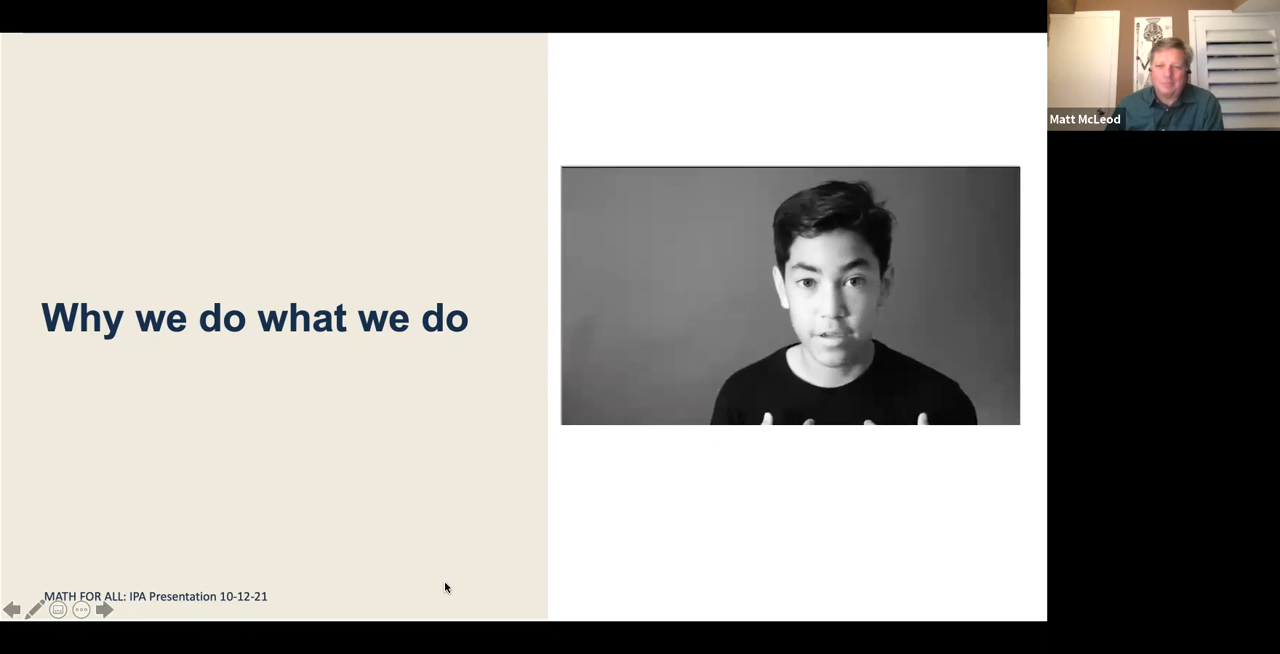 Matt McLeod
Why we do what we do
MATH FOR ALL: IPA Presentation 10-12-21